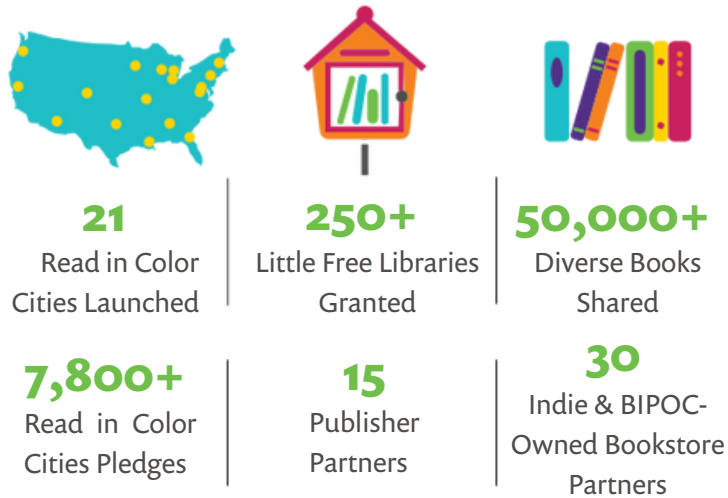 21
Read in Color
Cities Launched
250+
Little Free Libraries
Granted
50,000+
Diverse Books
Shared
7,800+
Read in Color
Cities Pledges
15
Publisher
Partners
30
Indie & BIPOC-
Owned Bookstore
Partners